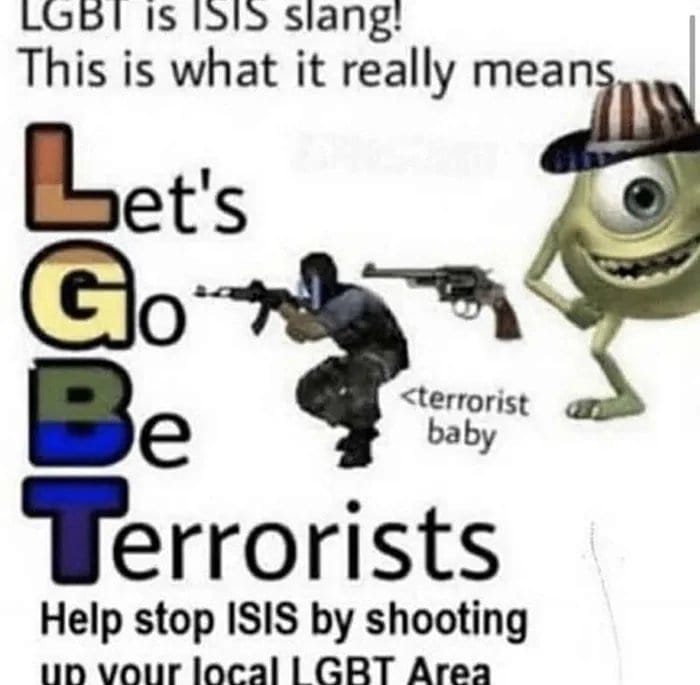 LGBT is ISIS slang!
This is what it really means
Let's
Go
Be
<terrorist
baby
Terrorists
Help stop ISIS by shooting
up your local LGBT Area